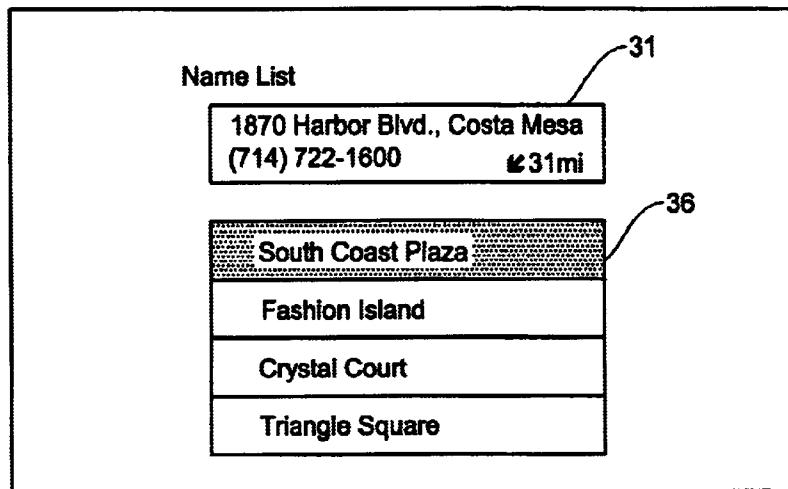 31
Name List
1870 Harbor Blvd., Costa Mesa
(714) 722-1600 ↙31mi
36
South Coast Plaza
Fashion Island
Crystal Court
Triangle Square